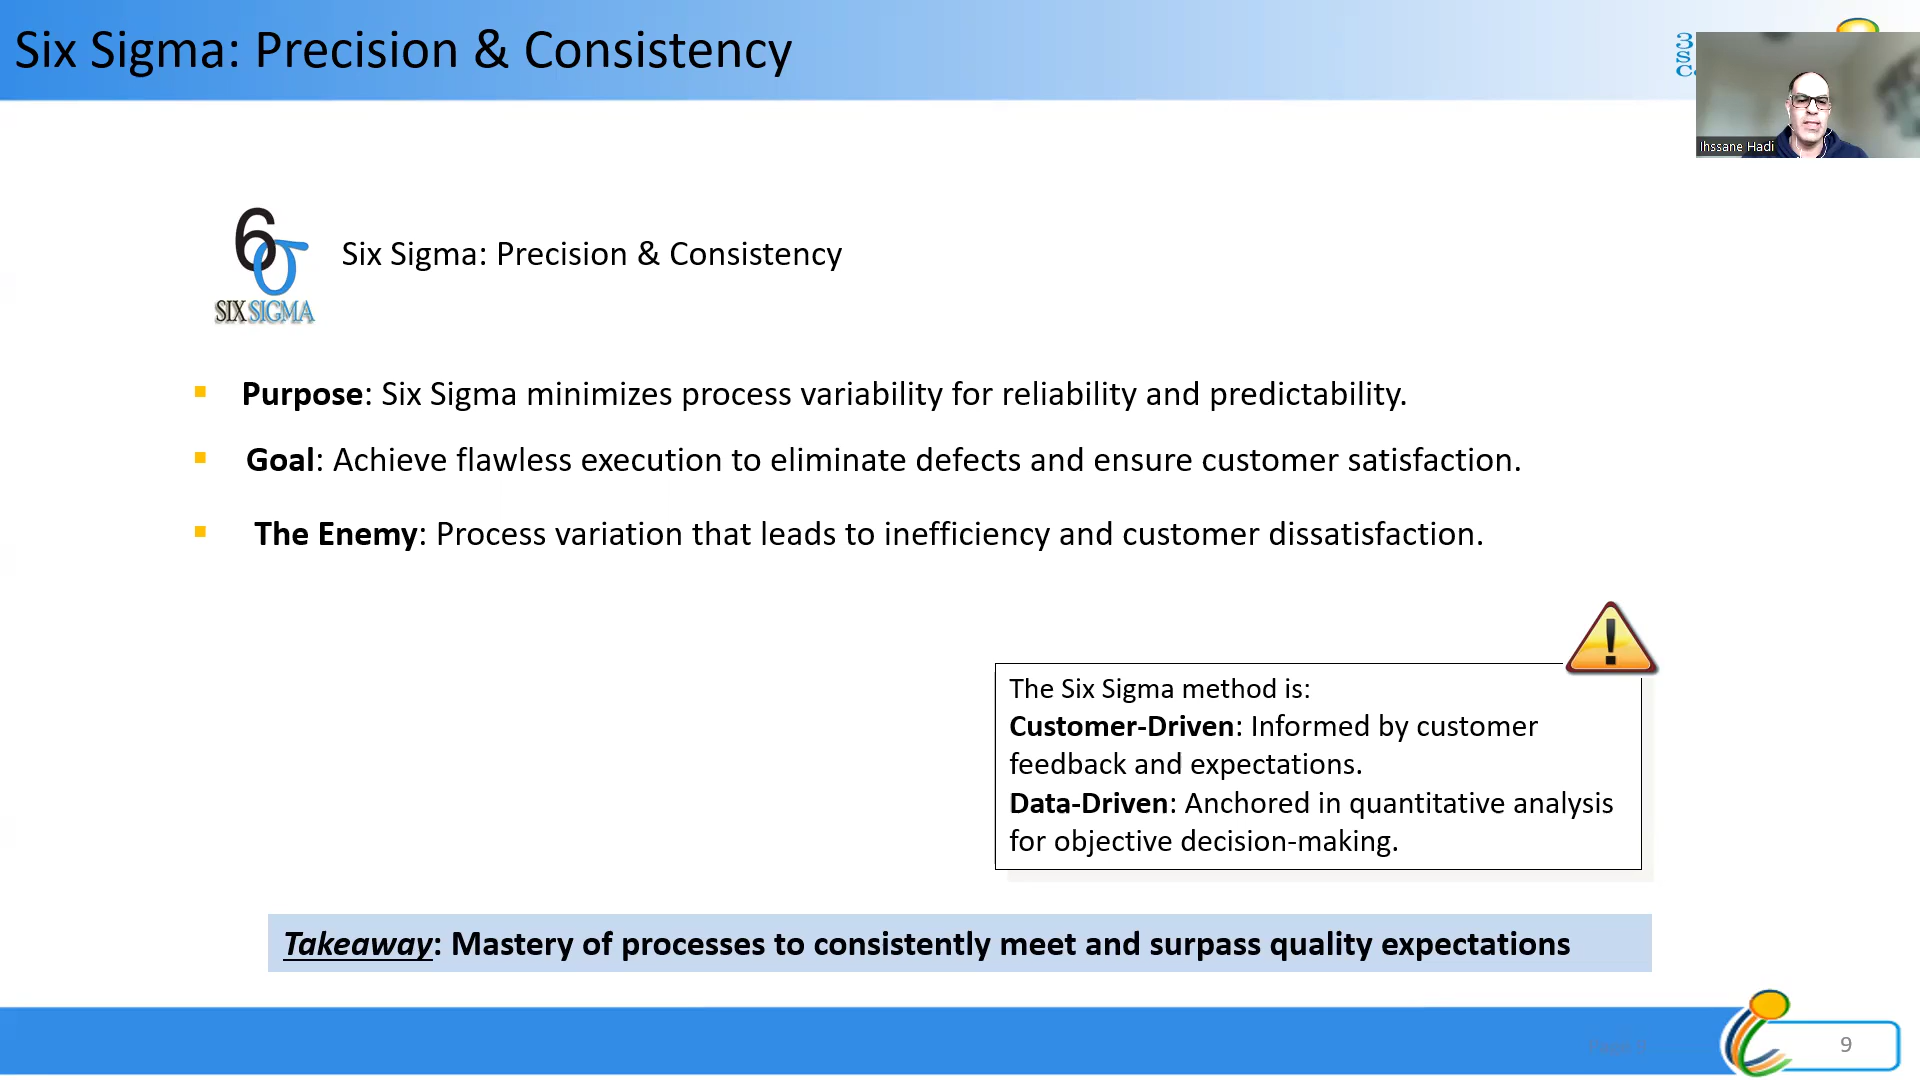 Six Sigma: Precision & Consistency
Ihssane Hadi
6σ
SIX SIGMA
Six Sigma: Precision & Consistency
Purpose: Six Sigma minimizes process variability for reliability and predictability.
Goal: Achieve flawless execution to eliminate defects and ensure customer satisfaction.
The Enemy: Process variation that leads to inefficiency and customer dissatisfaction.
The Six Sigma method is:
Customer-Driven: Informed by customer
feedback and expectations.
Data-Driven: Anchored in quantitative analysis
for objective decision-making.
Takeaway: Mastery of processes to consistently meet and surpass quality expectations
9